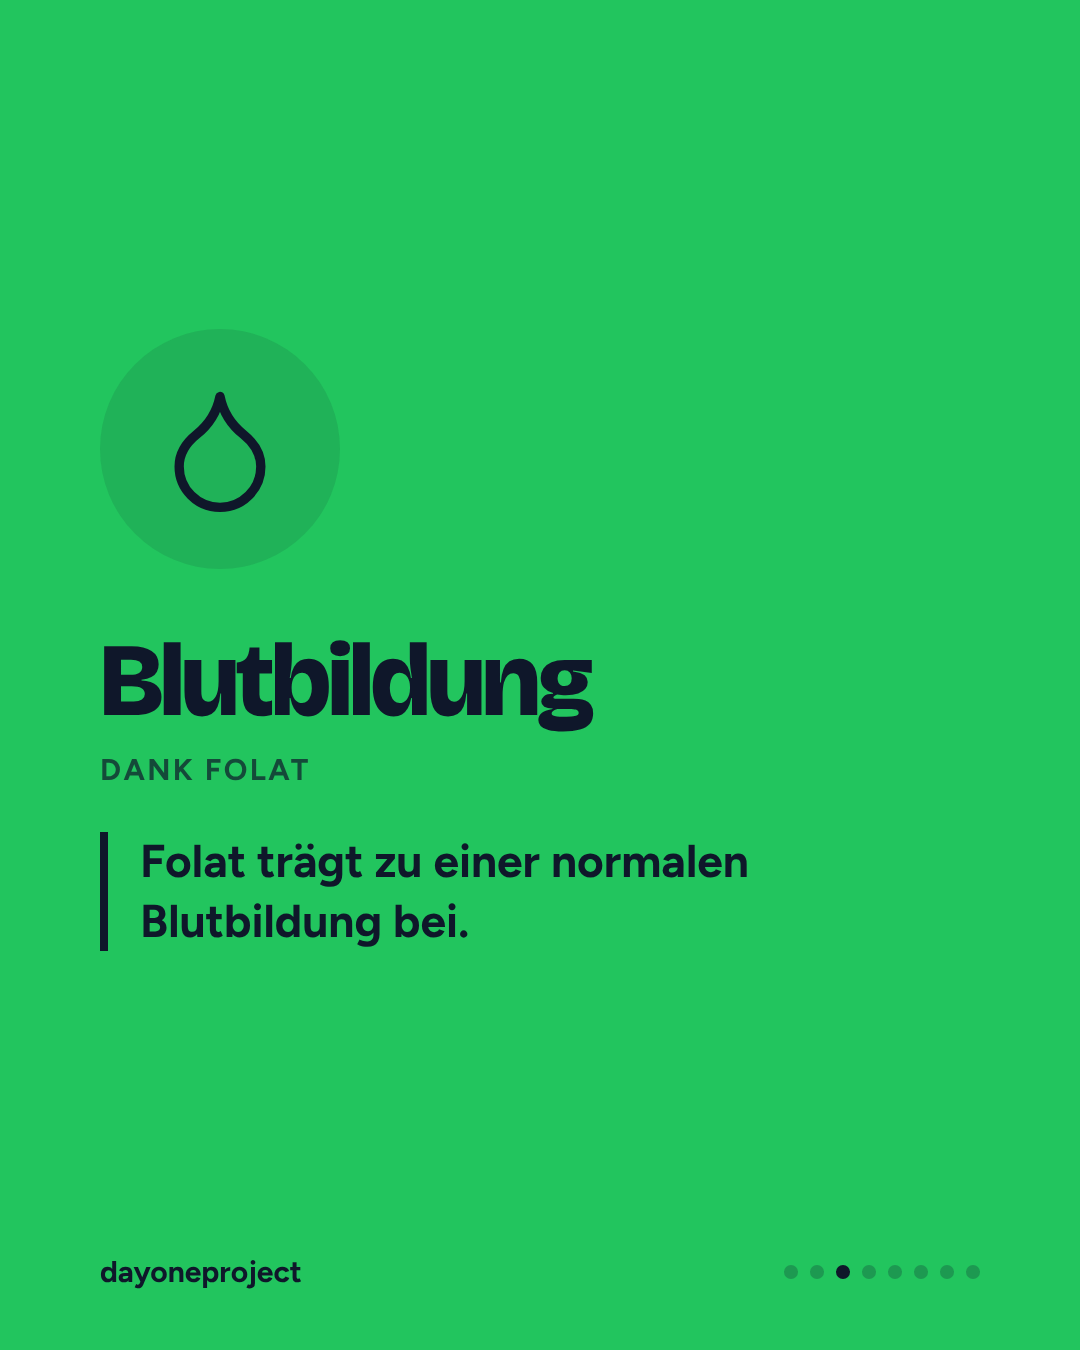 Blutbildung
DANK FOLAT
Folat trägt zu einer normalen
Blutbildung bei.
dayoneproject